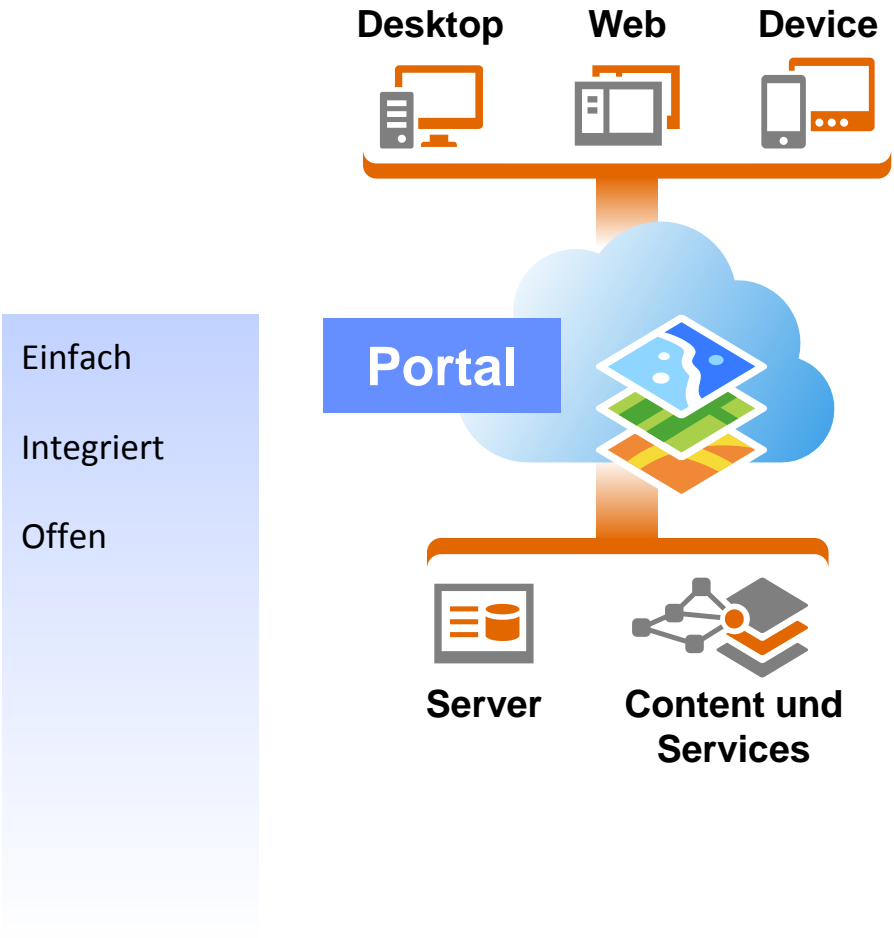 Desktop Web Device
Portal
Einfach
Integriert
Offen
Server
Content und
Services